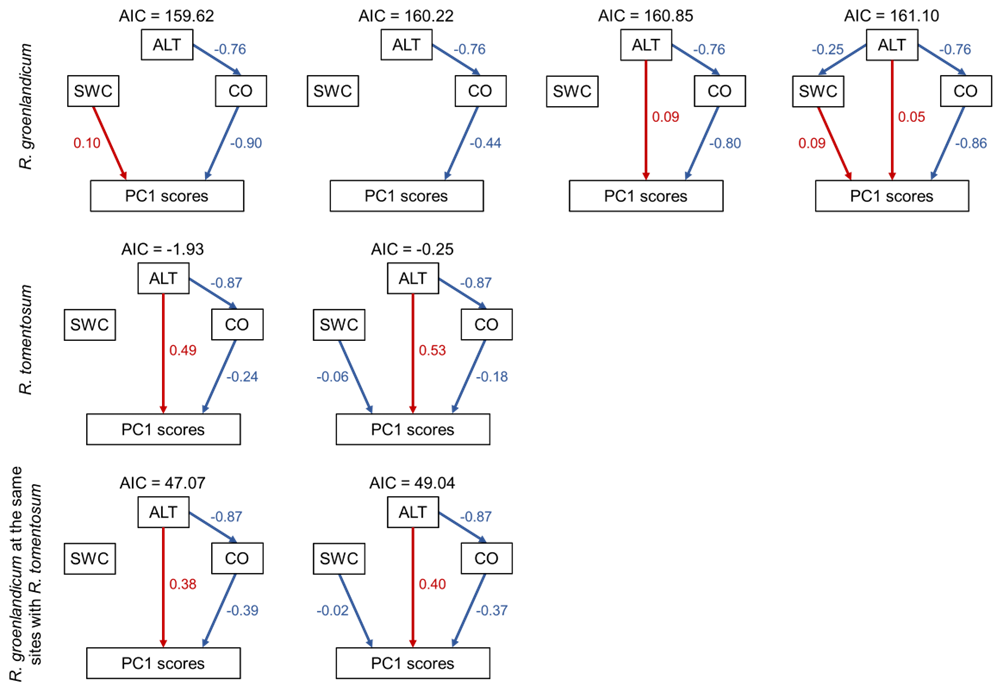 R. groenlandicum
AIC = 159.62
ALT
-0.76
SWC
CO
0.10
-0.90
PC1 scores
AIC = 160.22
ALT
-0.76
SWC
CO
-0.44
PC1 scores
AIC = 160.85
ALT
-0.76
SWC
CO
0.09
-0.80
PC1 scores
AIC = 161.10
-0.25
ALT
-0.76
SWC
CO
0.09
0.05
-0.86
PC1 scores
R. tomentosum
AIC = -1.93
ALT
-0.87
SWC
CO
0.49
-0.24
PC1 scores
AIC = -0.25
ALT
-0.87
SWC
CO
-0.06
0.53
-0.18
PC1 scores
R. groenlandicum at the same
sites with R. tomentosum
AIC = 47.07
ALT
-0.87
SWC
CO
0.38
-0.39
PC1 scores
AIC = 49.04
ALT
-0.87
SWC
CO
-0.02
0.40
-0.37
PC1 scores